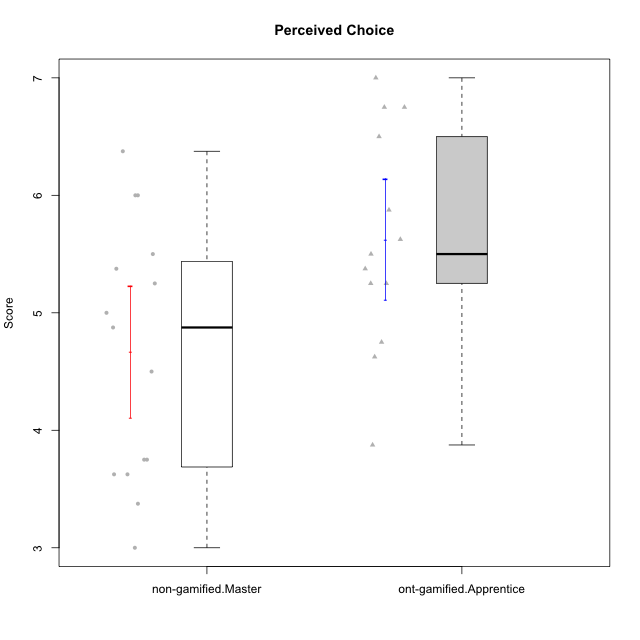 Perceived Choice
7
6
5
4
3
Score
non-gamified.Master
ont-gamified.Apprentice